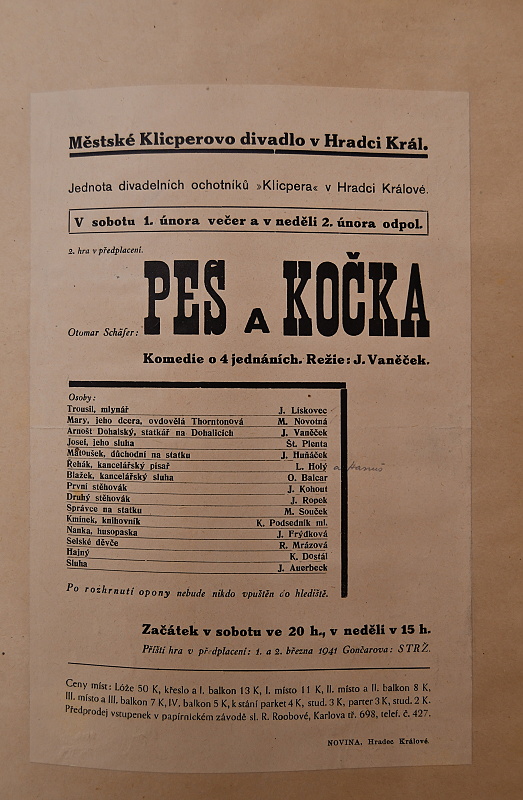 Městské Klicperovo divadlo v Hradci Král.
Jednota divadelních ochotníků »Klicpera« v Hradci Králové.
V sobotu 1. února večer a v neděli 2. února odpol.
2. hra v předplacení.
Otomar Schäfer: PES A KOČKA
Komedie o 4 jednáních. Režie: J. Vaněček.
Osoby:
Trousil, mlynář J. Liskovec
Mary, jeho dcera, ovdovělá Thorntonová M. Novotná
Arnošt Dohalský, statkář na Dohalicích J. Vaněček
Josef, jeho sluha Št. Plenta
Matoušek, důchodní na statku J. Huňáček
Řehák, kancelářský písař L. Holý
Blažek, kancelářský sluha O. Balcar
První stěhovák J. Kohout
Druhý stěhovák J. Ropek
Správce na statku M. Souček
Kmínek, knihovník K. Podsedník ml.
Nanka, husopaska J. Frýdková
Selské děvče R. Mrázová
Hajný K. Dostál
Sluha J. Auerbeck
Po rozhrnutí opony nebude nikdo vpuštěn do hlediště.
Začátek v sobotu ve 20 h., v neděli v 15 h.
Příští hra v předplacení: 1. a 2. března 1941 Gončarova: STRŽ.
Ceny míst: Lóže 50 K, křeslo a I. balkon 13 K, I. místo 11 K, II. místo a II. balkon 8 K,
III. místo a III. balkon 7 K, IV. balkon 5 K, k stání parket 4 K, stud. 3 K, parter 3 K, stud. 2 K.
Předprodej vstupenek v papírnickém závodě sl. R. Roobové, Karlova tř. 698, telef. č. 427.
NOVINA, Hradec Králové.